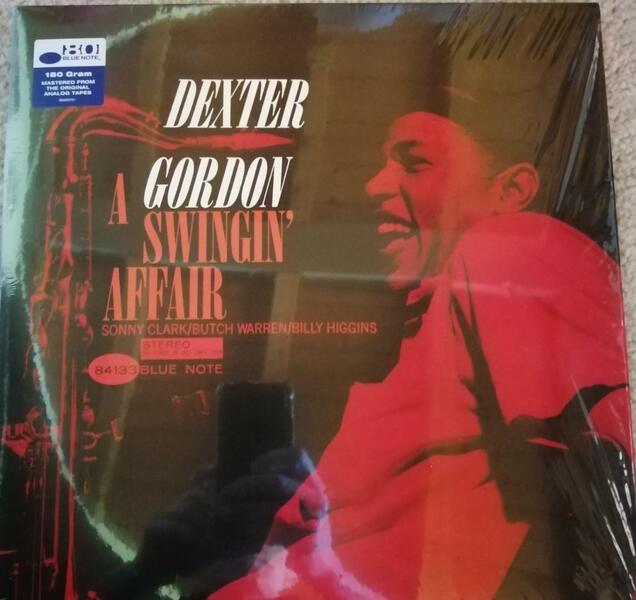 80
BLUE NOTE
180 Gram
MASTERED FROM
THE ORIGINAL
ANALOG TAPES
DEXTER
GORDON
A
SWINGIN'
AFFAIR
SONNY CLARK/BUTCH WARREN/BILLY HIGGINS
STEREO
84133 BLUE NOTE